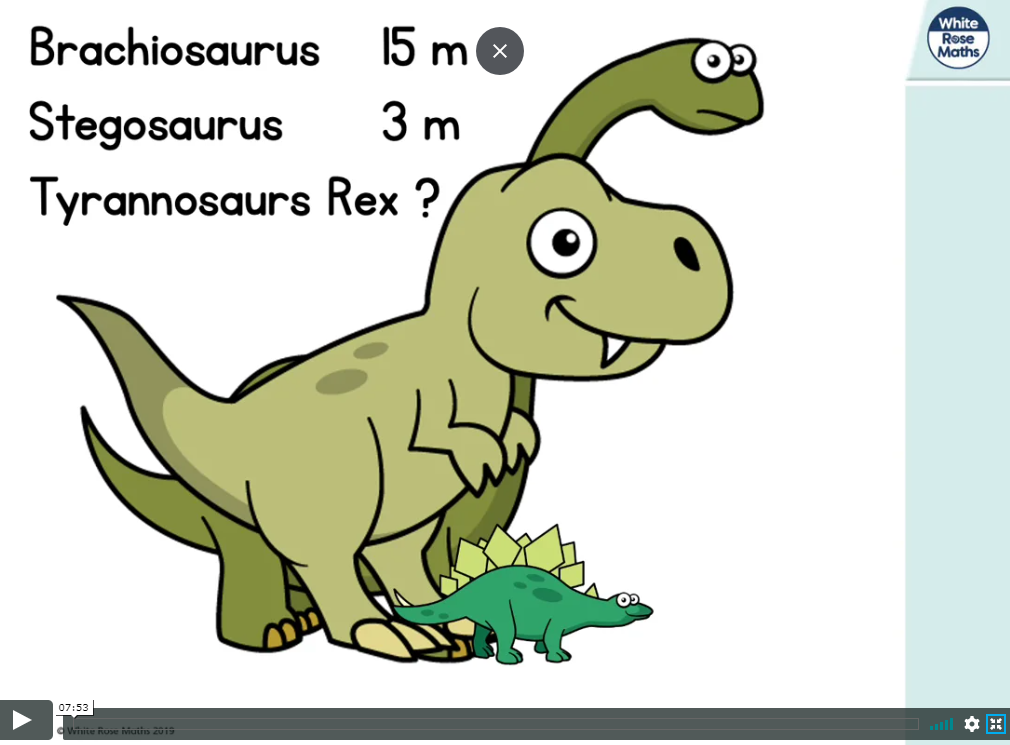 Brachiosaurus 15 m
Stegosaurus 3 m
Tyrannosaurs Rex ?
White
Rose
Maths
07:53
© White Rose Maths 2019